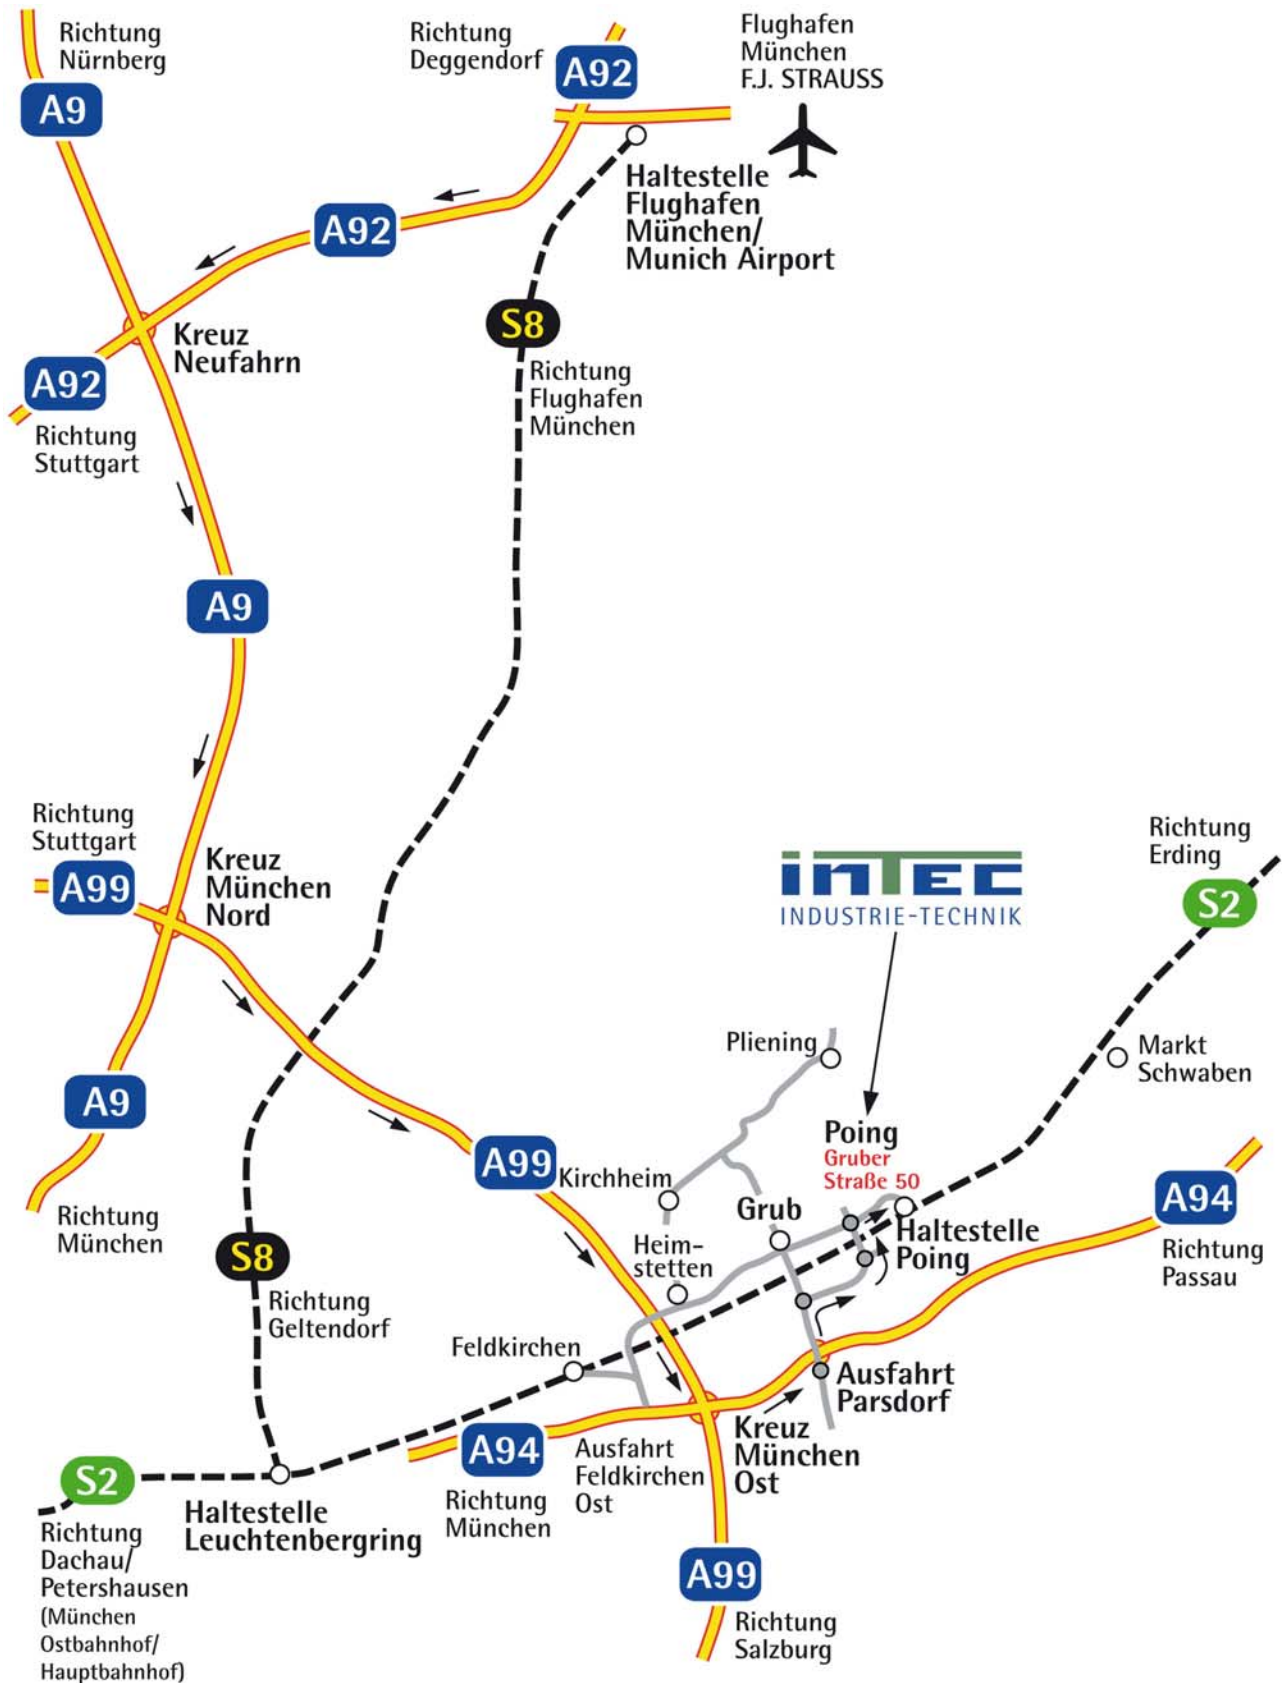 Richtung
Nürnberg
A9
Richtung
Deggendorf
A92
Flughafen
München
F.J. STRAUSS
Haltestelle
Flughafen
München/
Munich Airport
A92
Kreuz
Neufahrn
S8
Richtung
Flughafen
München
A92
Richtung
Stuttgart
A9
Richtung
Stuttgart
A99
Kreuz
München
Nord
inTEC
INDUSTRIE-TECHNIK
Richtung
Erding
S2
Markt
Schwaben
Pliening
A9
Richtung
München
A99
Kirchheim
Poing
Gruber
Straße 50
Grub
Haltestelle
Poing
A94
Richtung
Passau
Heim-
stetten
S8
Richtung
Geltendorf
Feldkirchen
Ausfahrt
Parsdorf
Kreuz
München
Ost
A94
Richtung
München
Ausfahrt
Feldkirchen
Ost
S2
Haltestelle
Leuchtenbergring
Richtung
Dachau/
Petershausen
(München
Ostbahnhof/
Hauptbahnhof)
A99
Richtung
Salzburg